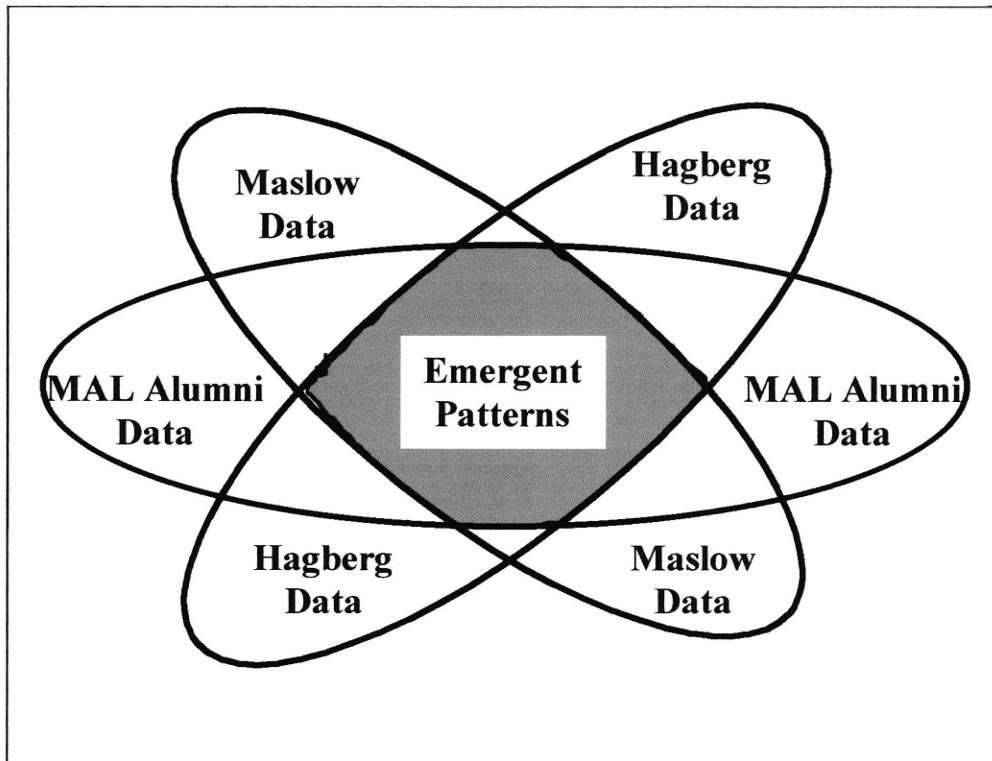 Maslow
Data
Hagberg
Data
MAL Alumni
Data
Emergent
Patterns
MAL Alumni
Data
Hagberg
Data
Maslow
Data